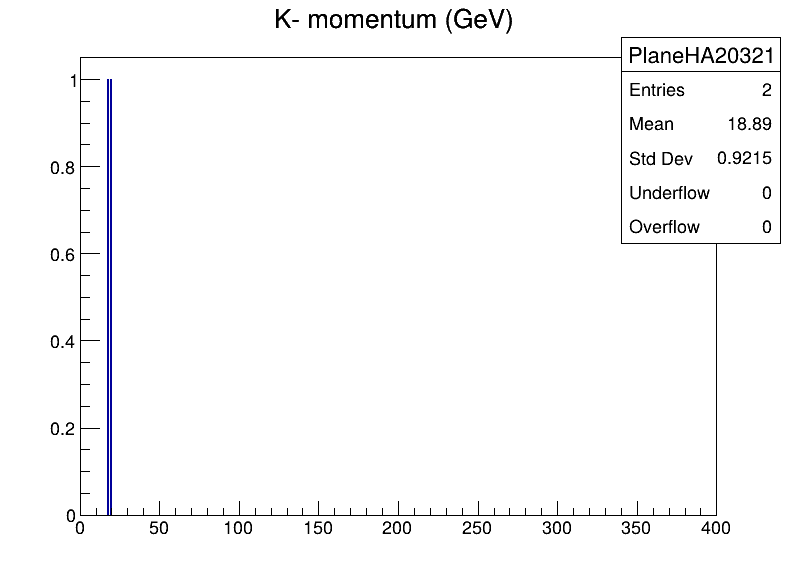 K- momentum (GeV)
PlaneHA20321
Entries 2
Mean 18.89
Std Dev 0.9215
Underflow 0
Overflow 0
1
0.8
0.6
0.4
0.2
0
0 50 100 150 200 250 300 350 400